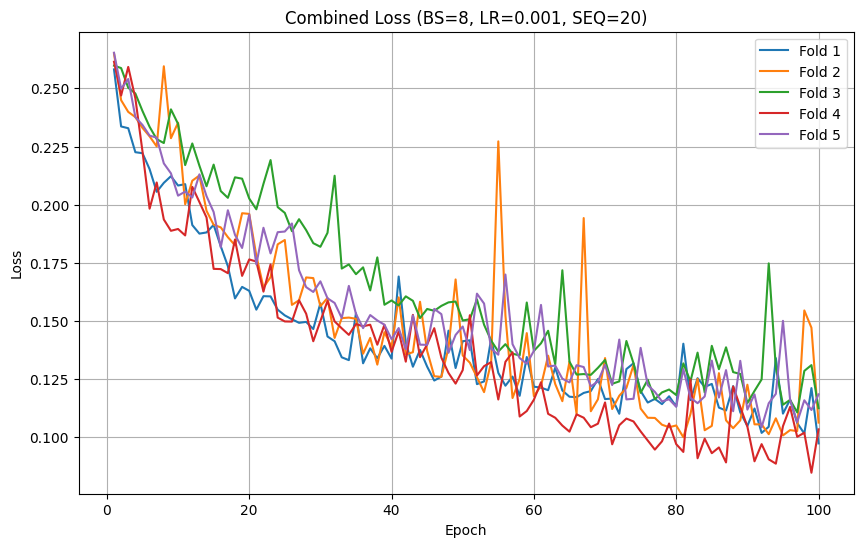 Combined Loss (BS=8, LR=0.001, SEQ=20)
Fold 1
Fold 2
Fold 3
Fold 4
Fold 5
0.250
0.225
0.200
0.175
0.150
0.125
0.100
Loss
0 20 40 60 80 100
Epoch